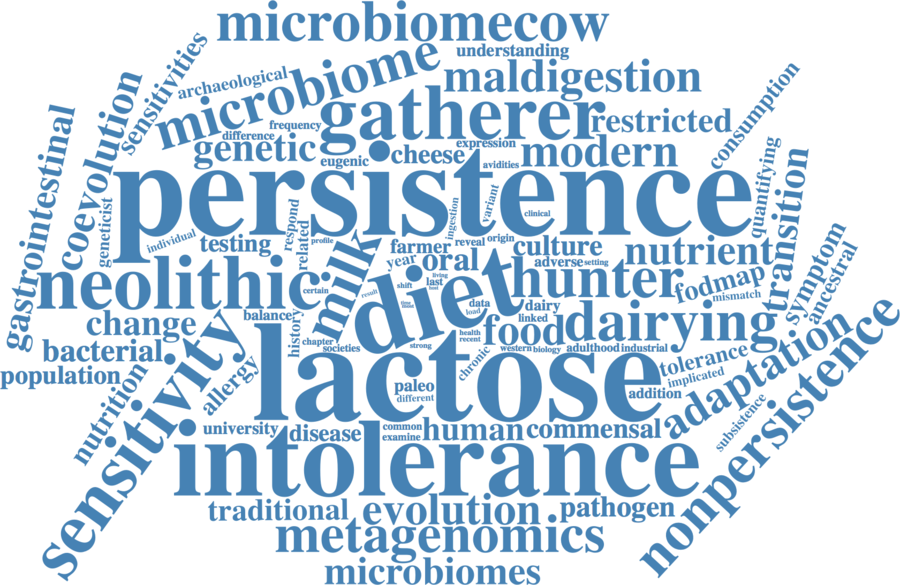 microbiomecow
understanding
sensitivities
archaeological
microbiome
maldigestion
consumption
coevolution
difference
frequency
gatherer
restricted
genetic
eugenic
cheese
expression
avidities
modern
quantifying
gastrointestinal
geneticist
persistence
clinical
variant
ingestion
transition
individual
testing
respond
related
profile
milk
farmer
reveal
origin
culture
nutrient
year
oral
adverse
setting
symptom
ancestral
neolithic
certain
diet
hunter
fodmap
mismatch
result
shift
living
last
food
data
load
dairy
linked
change
balance
history
time
food
dairying
bacterial
chapter
societies
strong
health
recent
western
biology
adulthood
industrial
population
nutrition
sensitivity
allergy
lactose
chronic
tolerance
implicated
paleo
different
addition
adaptation
nonpersistence
subsistence
university
disease
common
examine
human
commensal
intolerance
traditional
evolution
pathogen
metagenomics
microbiomes